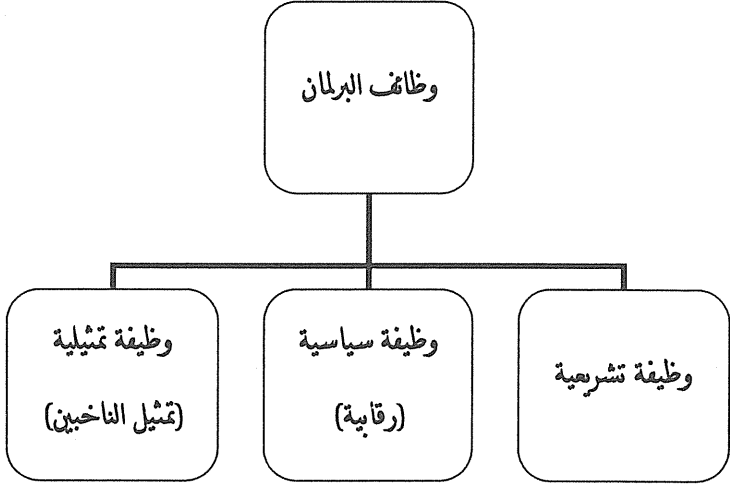 وظائف البرلمان
وظيفة تشريعية
وظيفة سياسية
(رقابية)
وظيفة تمثيلية
(تمثيل الناخبين)